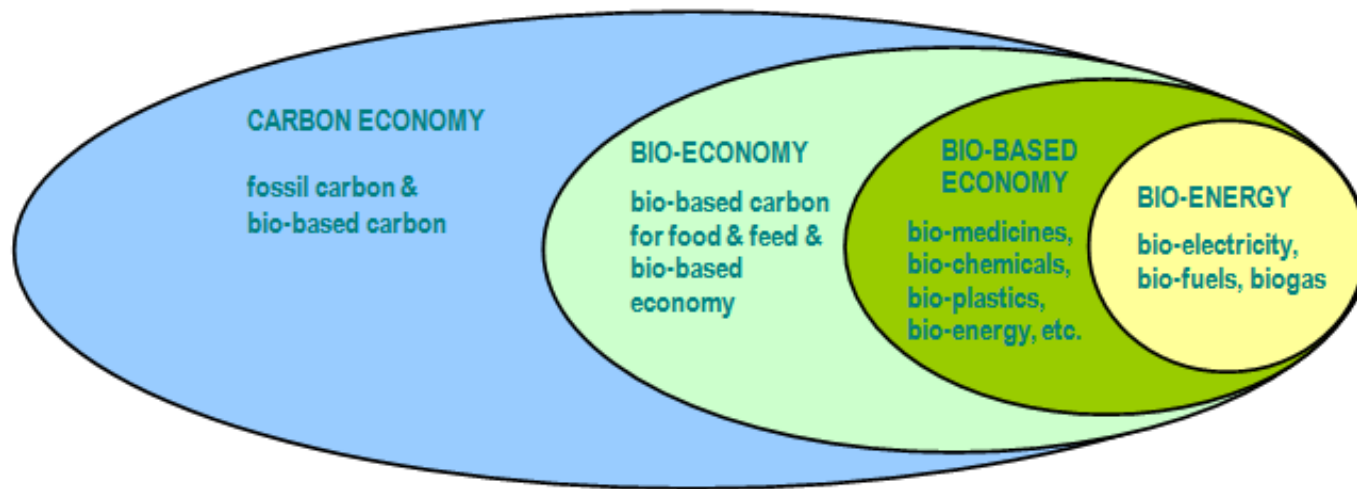 CARBON ECONOMY
fossil carbon &
bio-based carbon
BIO-ECONOMY
bio-based carbon
for food & feed &
bio-based
economy
BIO-BASED
ECONOMY
bio-medicines,
bio-chemicals,
bio-plastics,
bio-energy, etc.
BIO-ENERGY
bio-electricity,
bio-fuels, biogas